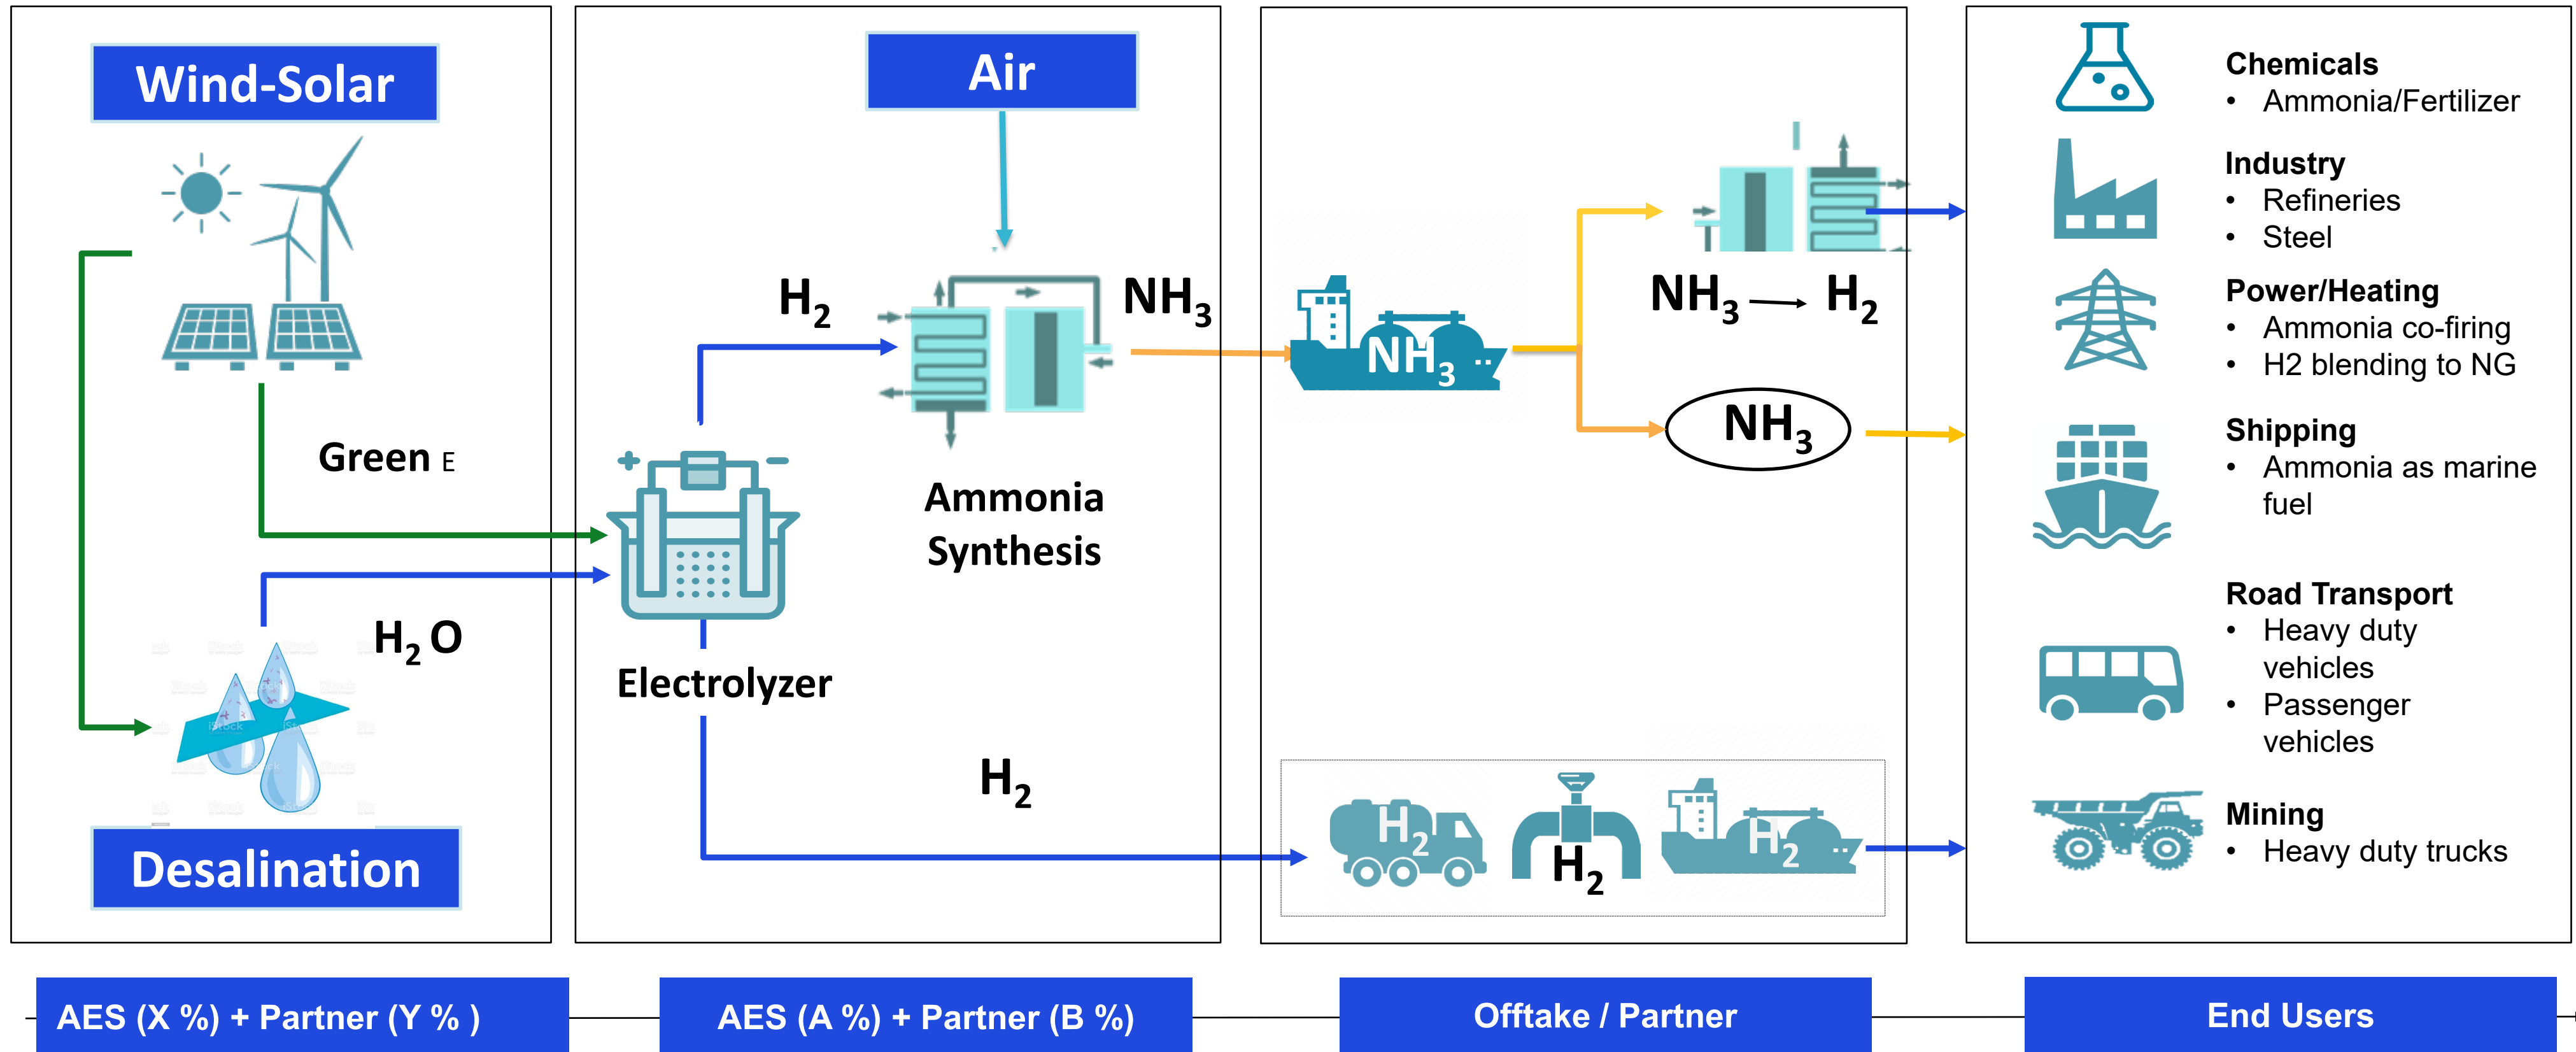 Wind-Solar
Green E
H2 O
Desalination
Air
H2
NH3
Ammonia
Synthesis
+ −
Electrolyzer
H2
NH3
NH3 → H2
NH3
H2
H2
H2
Chemicals
• Ammonia/Fertilizer
Industry
• Refineries
• Steel
Power/Heating
• Ammonia co-firing
• H2 blending to NG
Shipping
• Ammonia as marine
fuel
Road Transport
• Heavy duty
vehicles
• Passenger
vehicles
Mining
• Heavy duty trucks
AES (X %) + Partner (Y % )
AES (A %) + Partner (B %)
Offtake / Partner
End Users